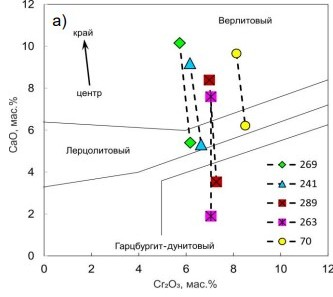 а)
край
центр
Верлитовый
Лерцолитовый
Гарцбургит-дунитовый
269
241
289
263
70
CaO, мас.%
12
10
8
6
4
2
0
0 2 4 6 8 10 12
Cr₂O₃, мас.%